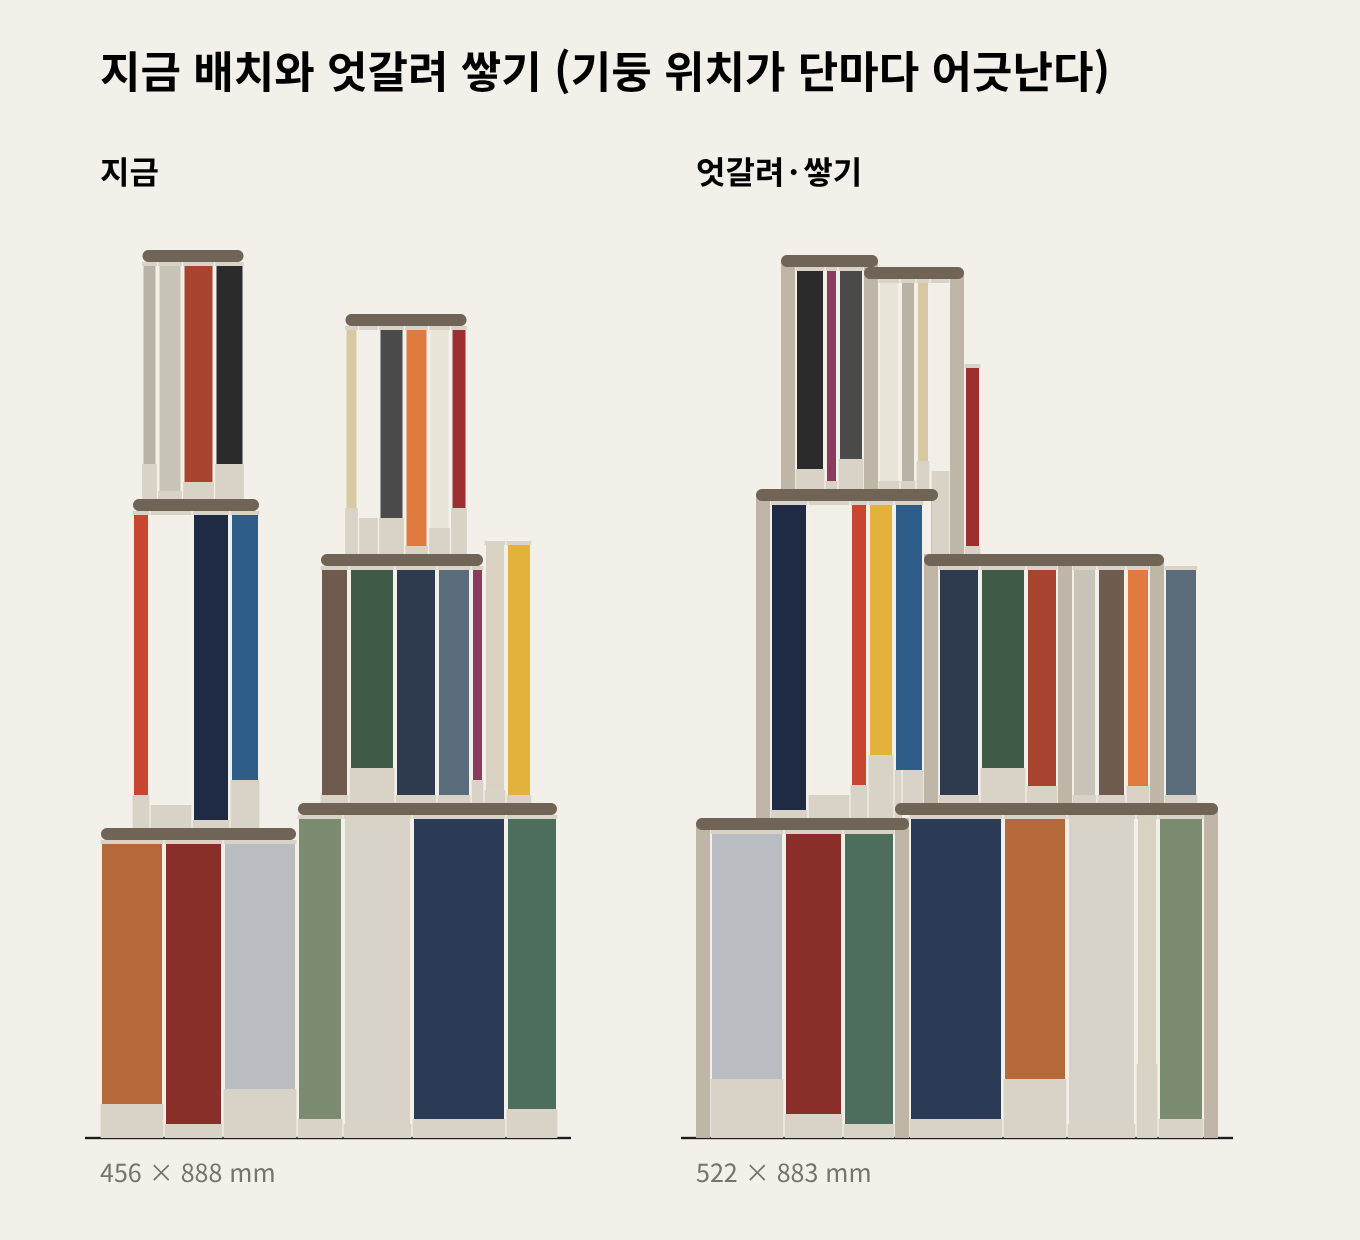 지금 배치와 엇갈려 쌓기 (기둥 위치가 단마다 어긋난다)
지금
엇갈려·쌓기
456 × 888 mm
522 × 883 mm